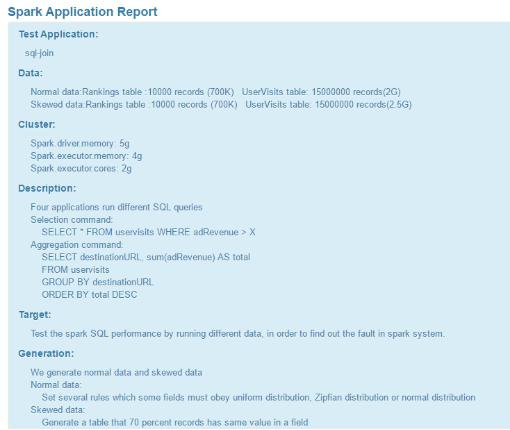 Spark Application Report
Test Application:
sql-join
Data:
Normal data:Rankings table :10000 records (700K) UserVisits table: 15000000 records(2G)
Skewed data:Rankings table :10000 records (700K) UserVisits table: 15000000 records(2.5G)
Cluster:
Spark.driver.memory: 5g
Spark.executor.memory: 4g
Spark.executor.cores: 2g
Description:
Four applications run different SQL queries
Selection command:
SELECT * FROM uservisits WHERE adRevenue > X
Aggregation command:
SELECT destinationURL, sum(adRevenue) AS total
FROM uservisits
GROUP BY destinationURL
ORDER BY total DESC
Target:
Test the spark SQL performance by running different data, in order to find out the fault in spark system.
Generation:
We generate normal data and skewed data
Normal data:
Set several rules which some fields must obey uniform distribution, Zipfian distribution or normal distribution
Skewed data:
Generate a table that 70 percent records has same value in a field